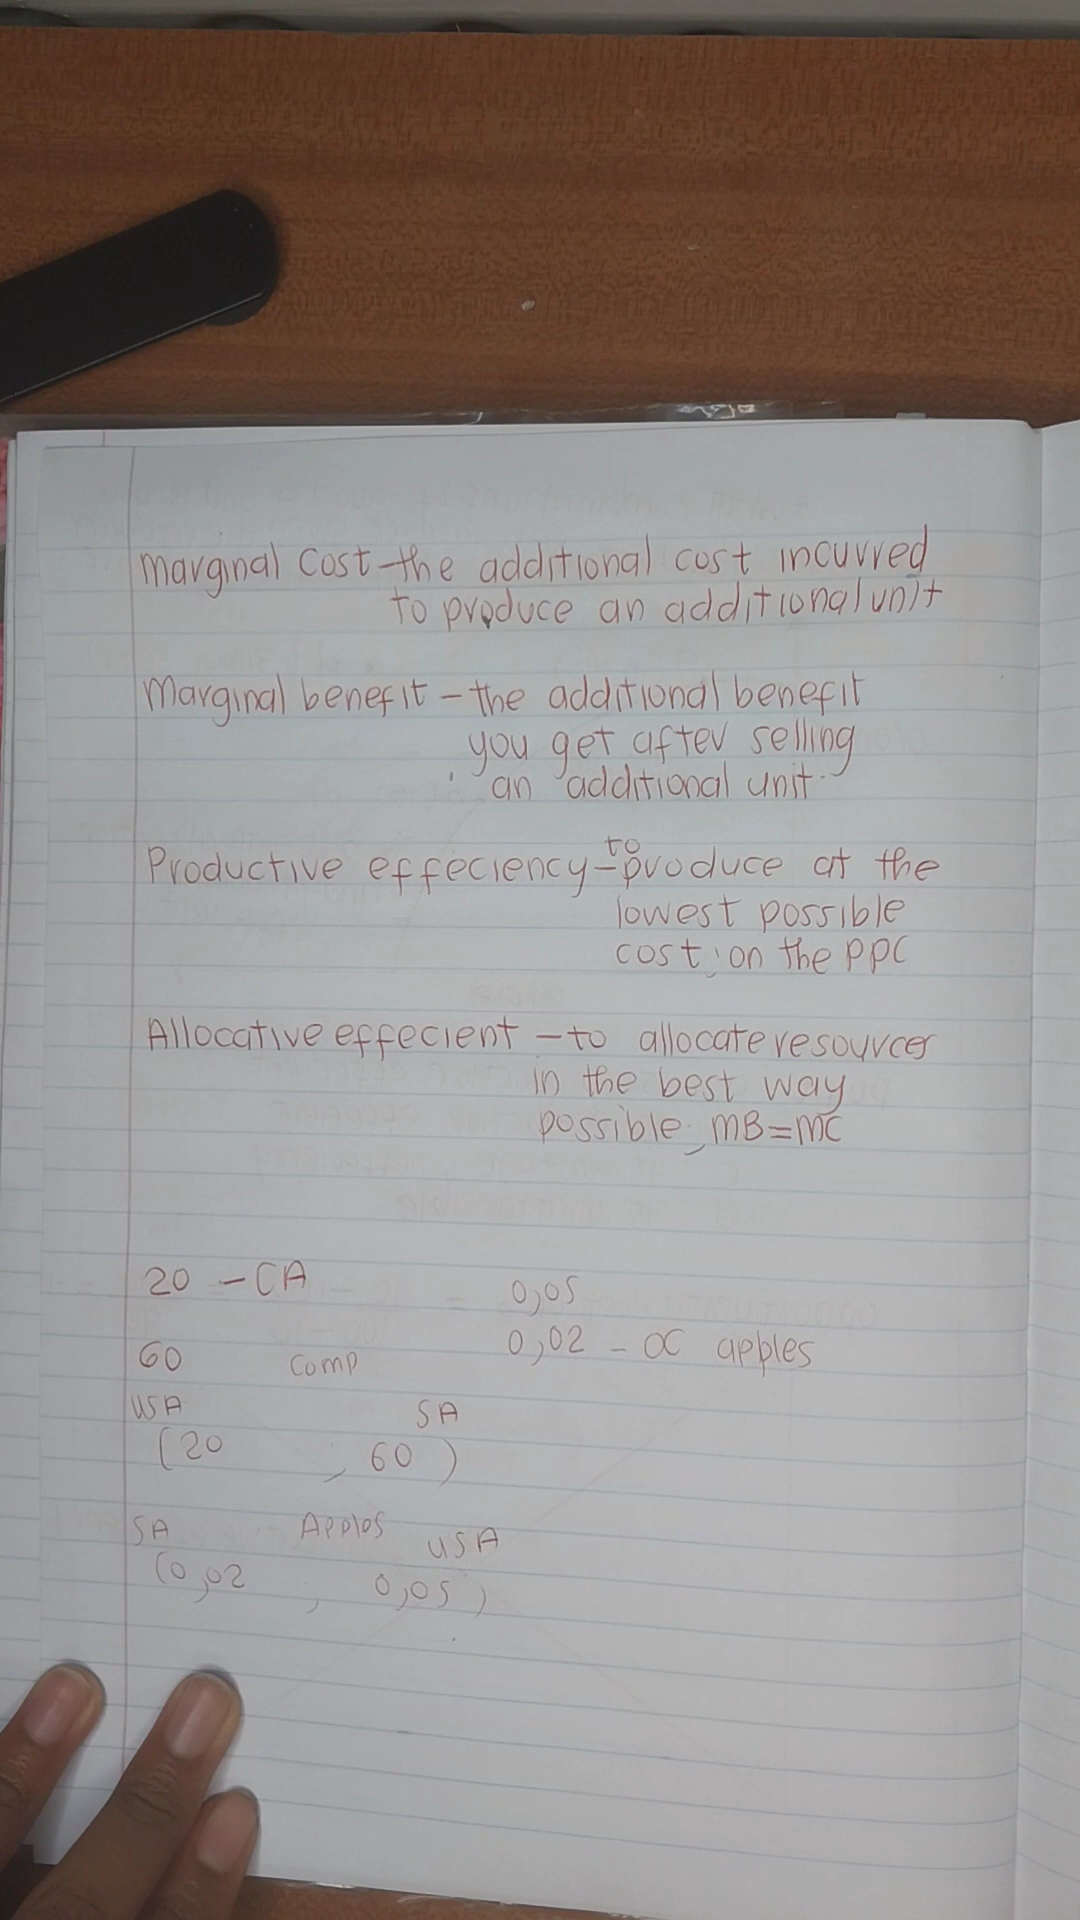 marginal cost - the additional cost incurred
to produce an additional unit
Marginal benefit - the additional benefit
you get after selling
an additional unit.
Productive effeciency - to produce at the
lowest possible
cost, on the PPC
Allocative effecient - to allocate resources
in the best way
possible, MB=MC
20 - CA 0,05
60 comp 0,02 - OC apples
USA SA
(20 , 60)
SA Apples USA
(0,02 , 0,05)